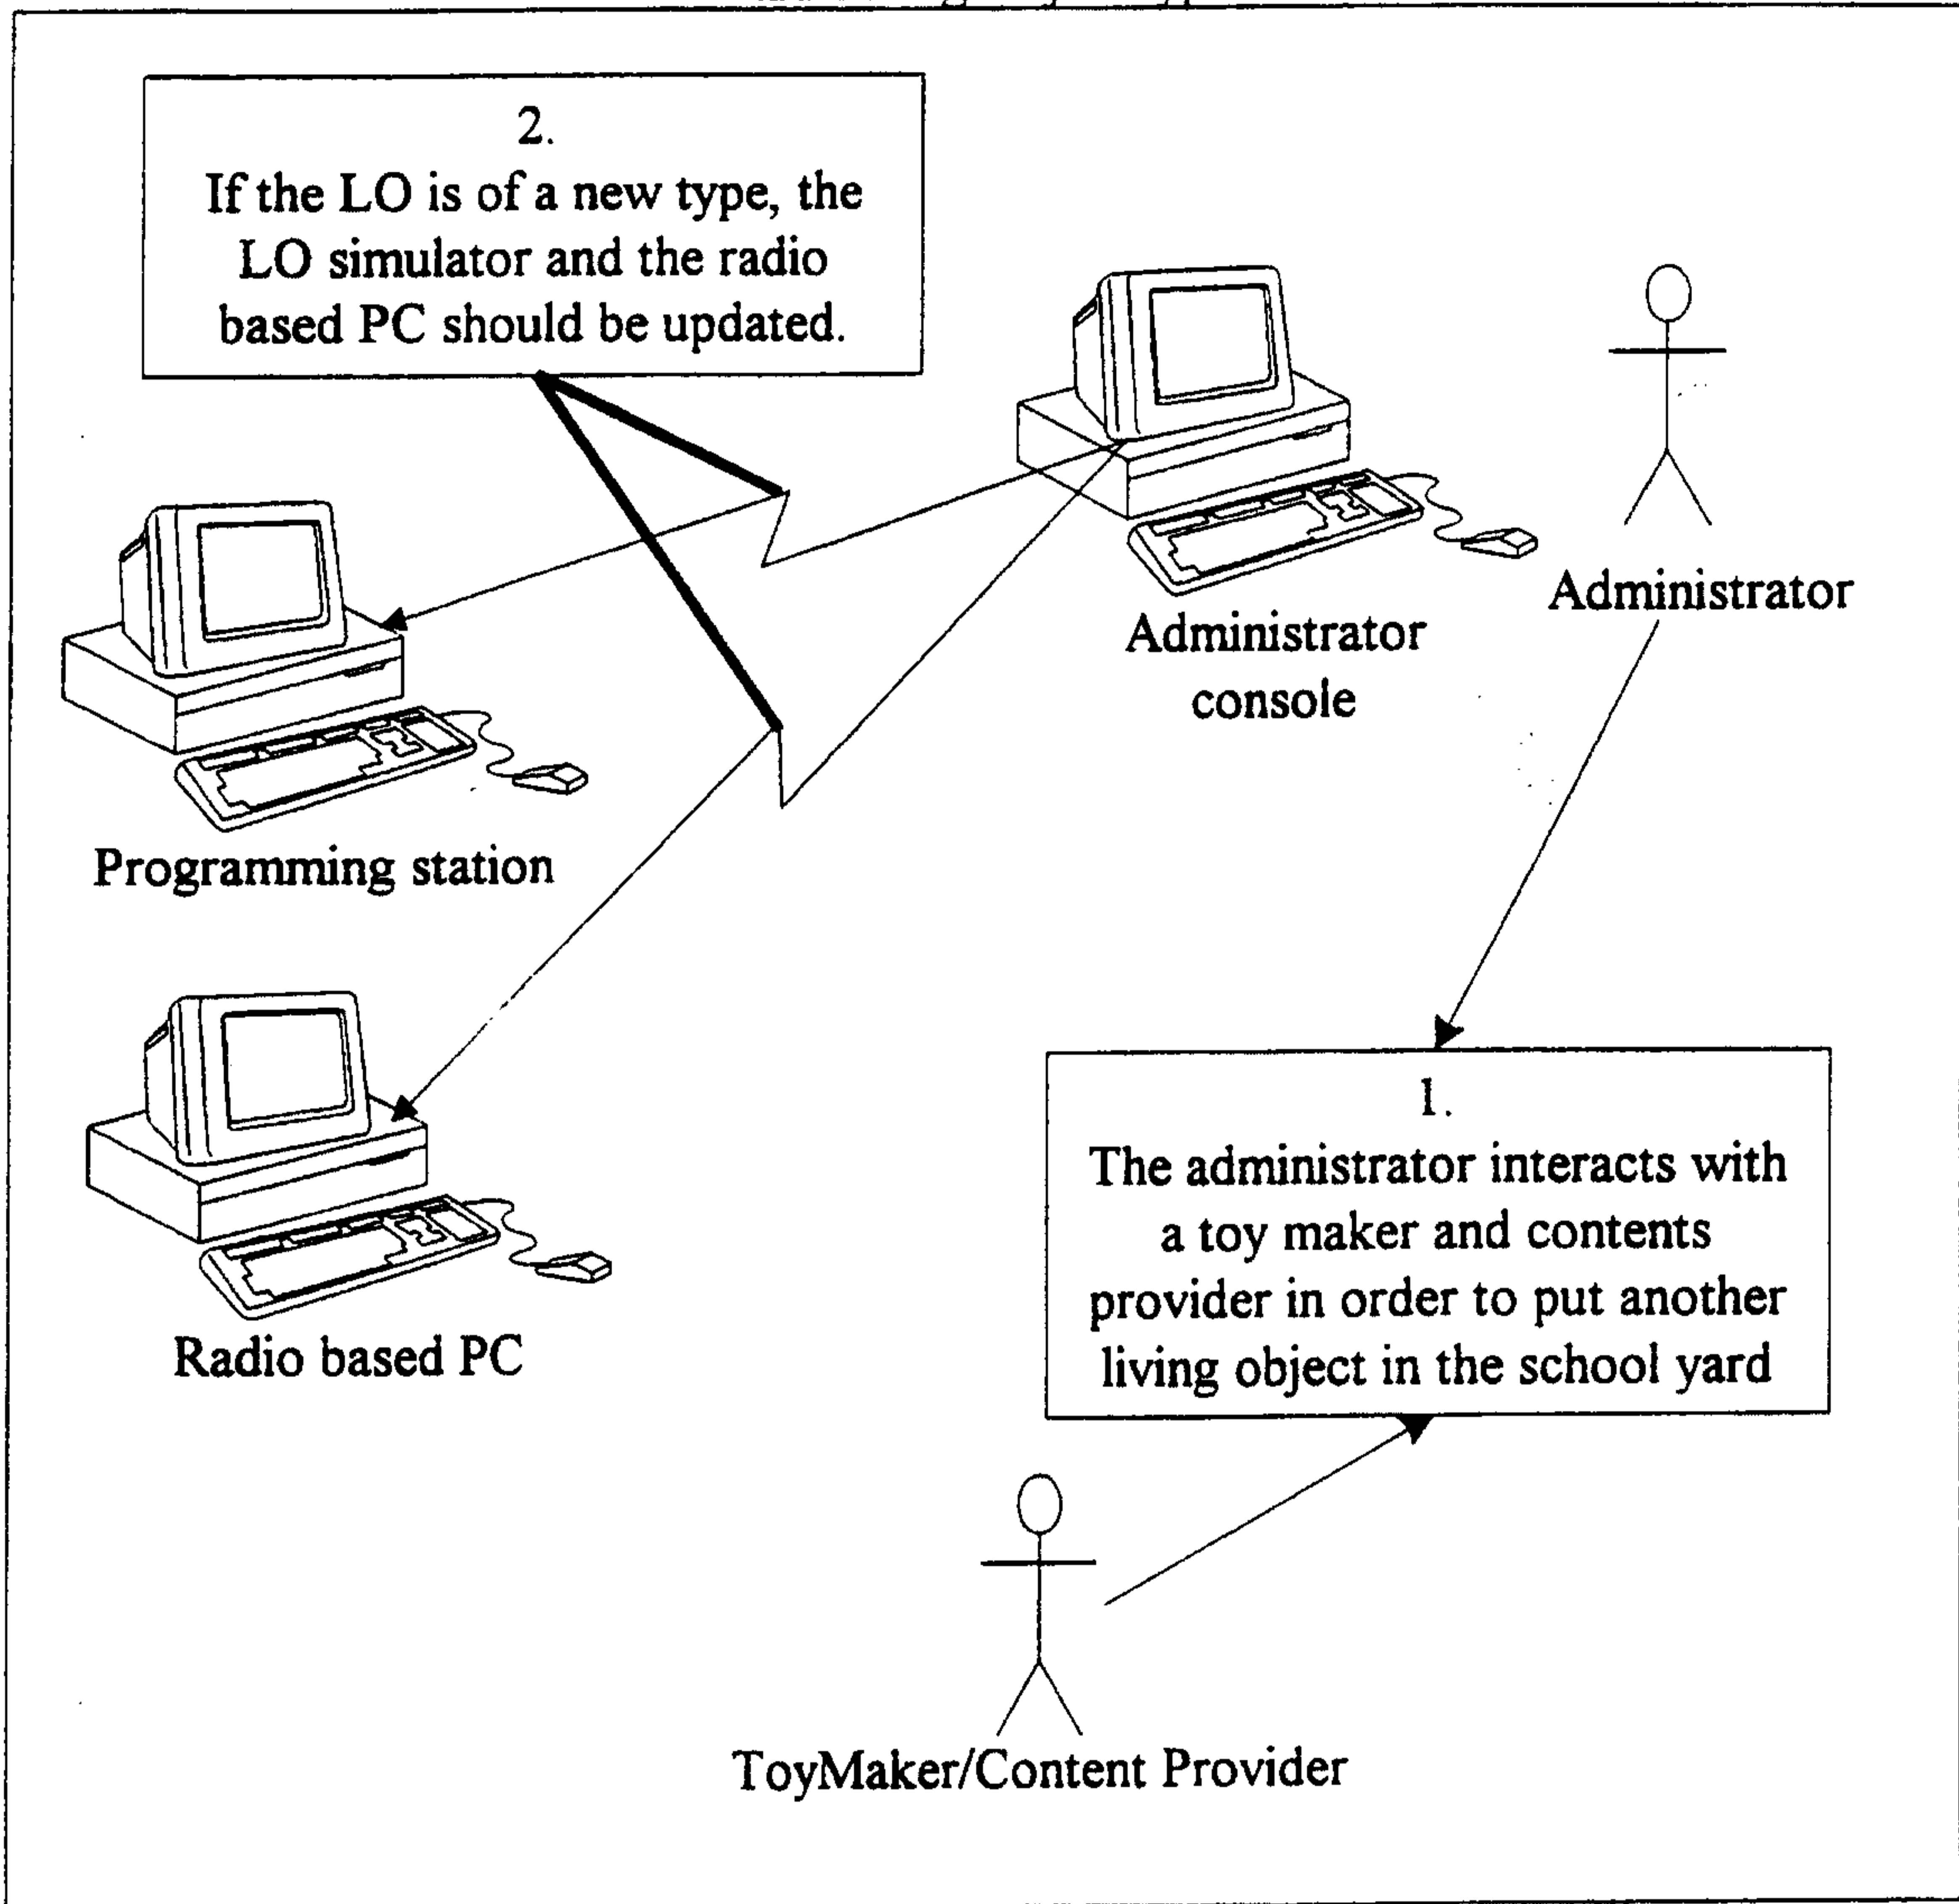 2.
If the LO is of a new type, the
LO simulator and the radio
based PC should be updated.
Administrator
Administrator
console
Programming station
Radio based PC
1.
The administrator interacts with
a toy maker and contents
provider in order to put another
living object in the school yard
ToyMaker/Content Provider